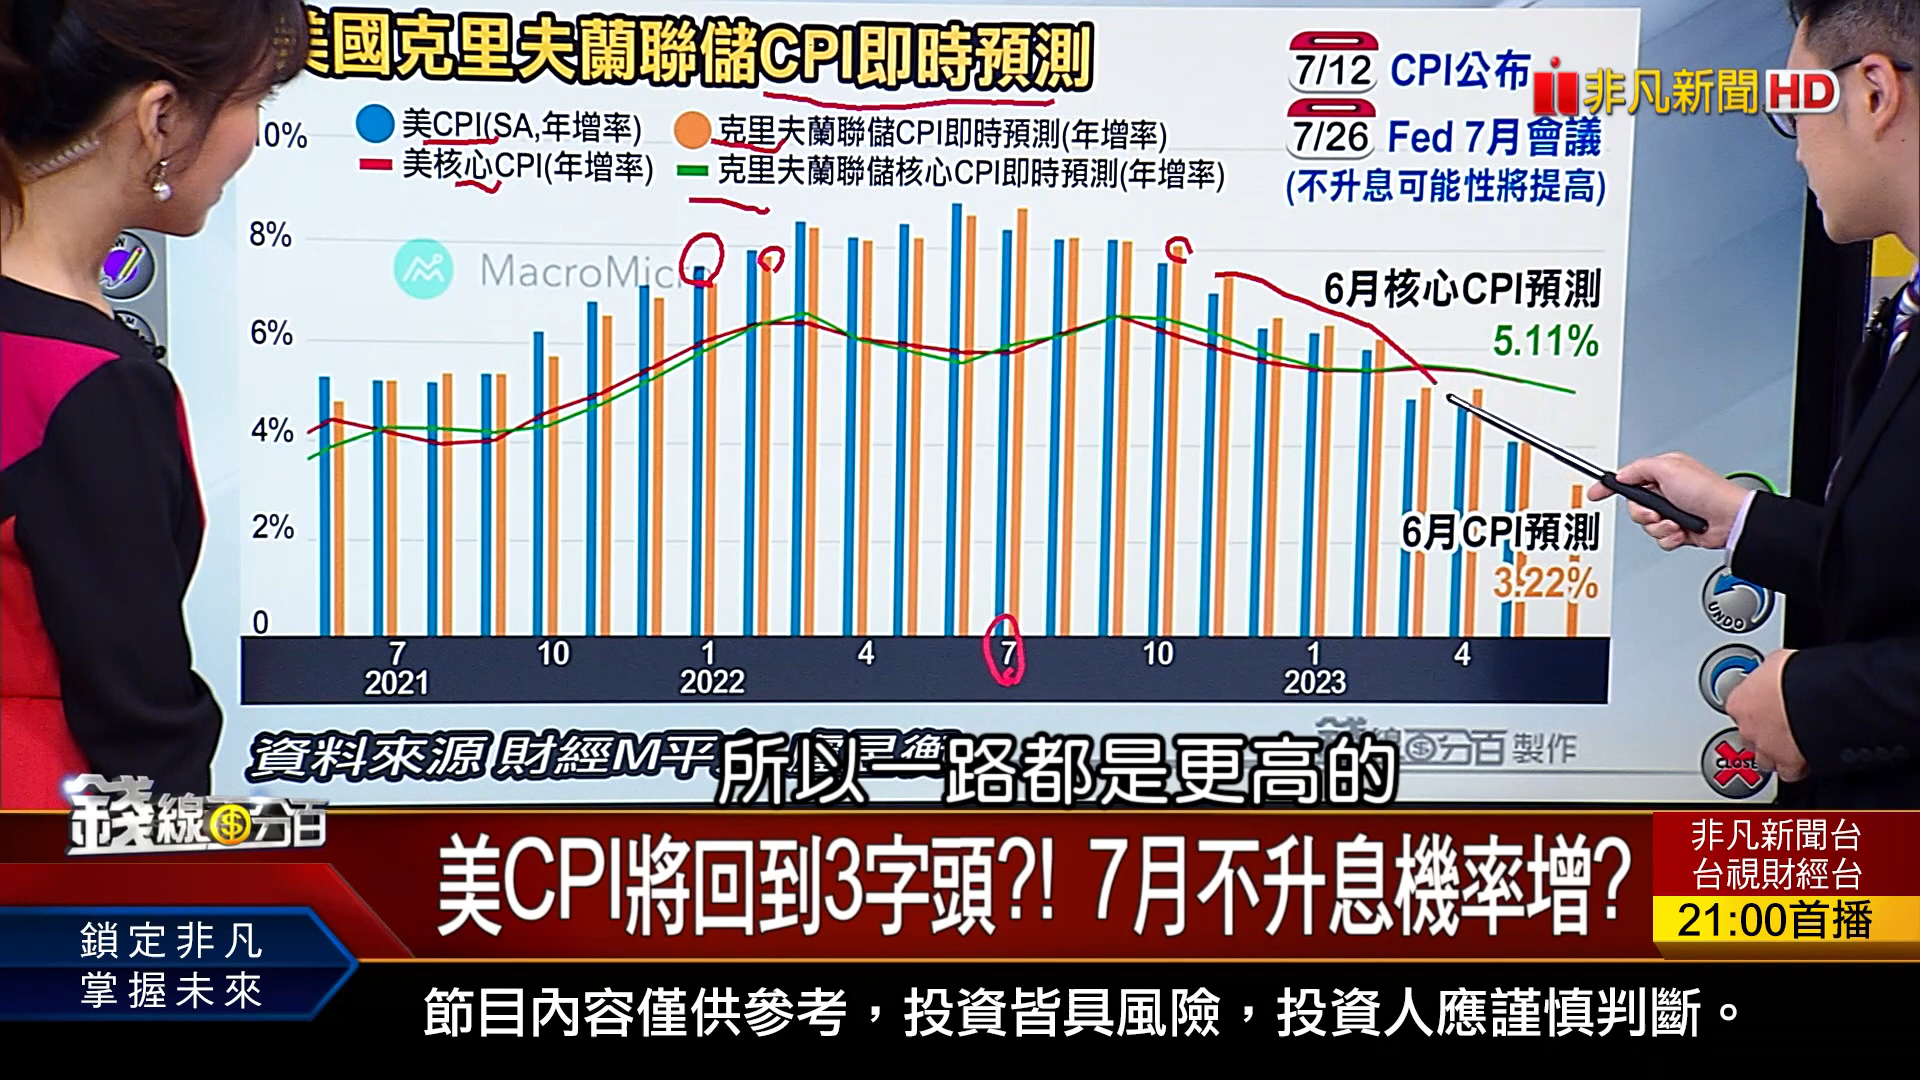 美國克里夫蘭聯儲CPI即時預測
7/12 CPI公布
非凡新聞HD
7/26 Fed 7月會議
(不升息可能性將提高)
美CPI(SA,年增率)
克里夫蘭聯儲CPI即時預測(年增率)
美核心CPI(年增率)
克里夫蘭聯儲核心CPI即時預測(年增率)
10%
8%
6%
4%
2%
0
6月核心CPI預測
5.11%
6月CPI預測
3.22%
7 10 1 4 7 10 1 4
2021 2022 2023
UNDO
CLOSE
資料來源 財經M平
錢線百分百 製作
所以一路都是更高的
錢線百分百
美CPI將回到3字頭?! 7月不升息機率增?
非凡新聞台
台視財經台
21:00首播
鎖定非凡
掌握未來
節目內容僅供參考，投資皆具風險，投資人應謹慎判斷。